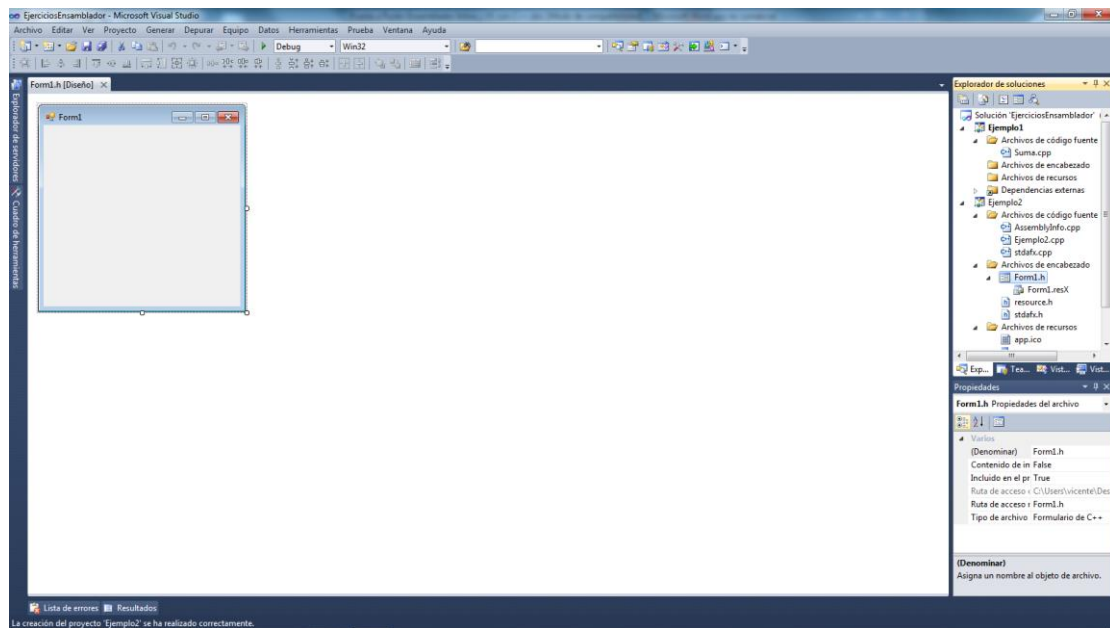 EjerciciosEnsamblador - Microsoft Visual Studio
Archivo Editar Ver Proyecto Generar Depurar Equipo Datos Herramientas Prueba Ventana Ayuda
Debug Win32
Form1.h [Diseño]
Explorador de servidores
Cuadro de herramientas
Form1
Explorador de soluciones
Solución 'EjerciciosEnsamblador'
Ejemplo1
Archivos de código fuente
Suma.cpp
Archivos de encabezado
Archivos de recursos
Dependencias externas
Ejemplo2
Archivos de código fuente
AssemblyInfo.cpp
Ejemplo2.cpp
stdafx.cpp
Archivos de encabezado
Form1.h
Form1.resX
resource.h
stdafx.h
Archivos de recursos
app.ico
Exp... Tea... Vist... Vist...
Propiedades
Form1.h Propiedades del archivo
Varios
(Denominar) Form1.h
Contenido de in False
Incluido en el pr True
Ruta de acceso c C:\Users\vicente\Des
Ruta de acceso r Form1.h
Tipo de archivo Formulario de C++
(Denominar)
Asigna un nombre al objeto de archivo.
Lista de errores Resultados
La creación del proyecto 'Ejemplo2' se ha realizado correctamente.